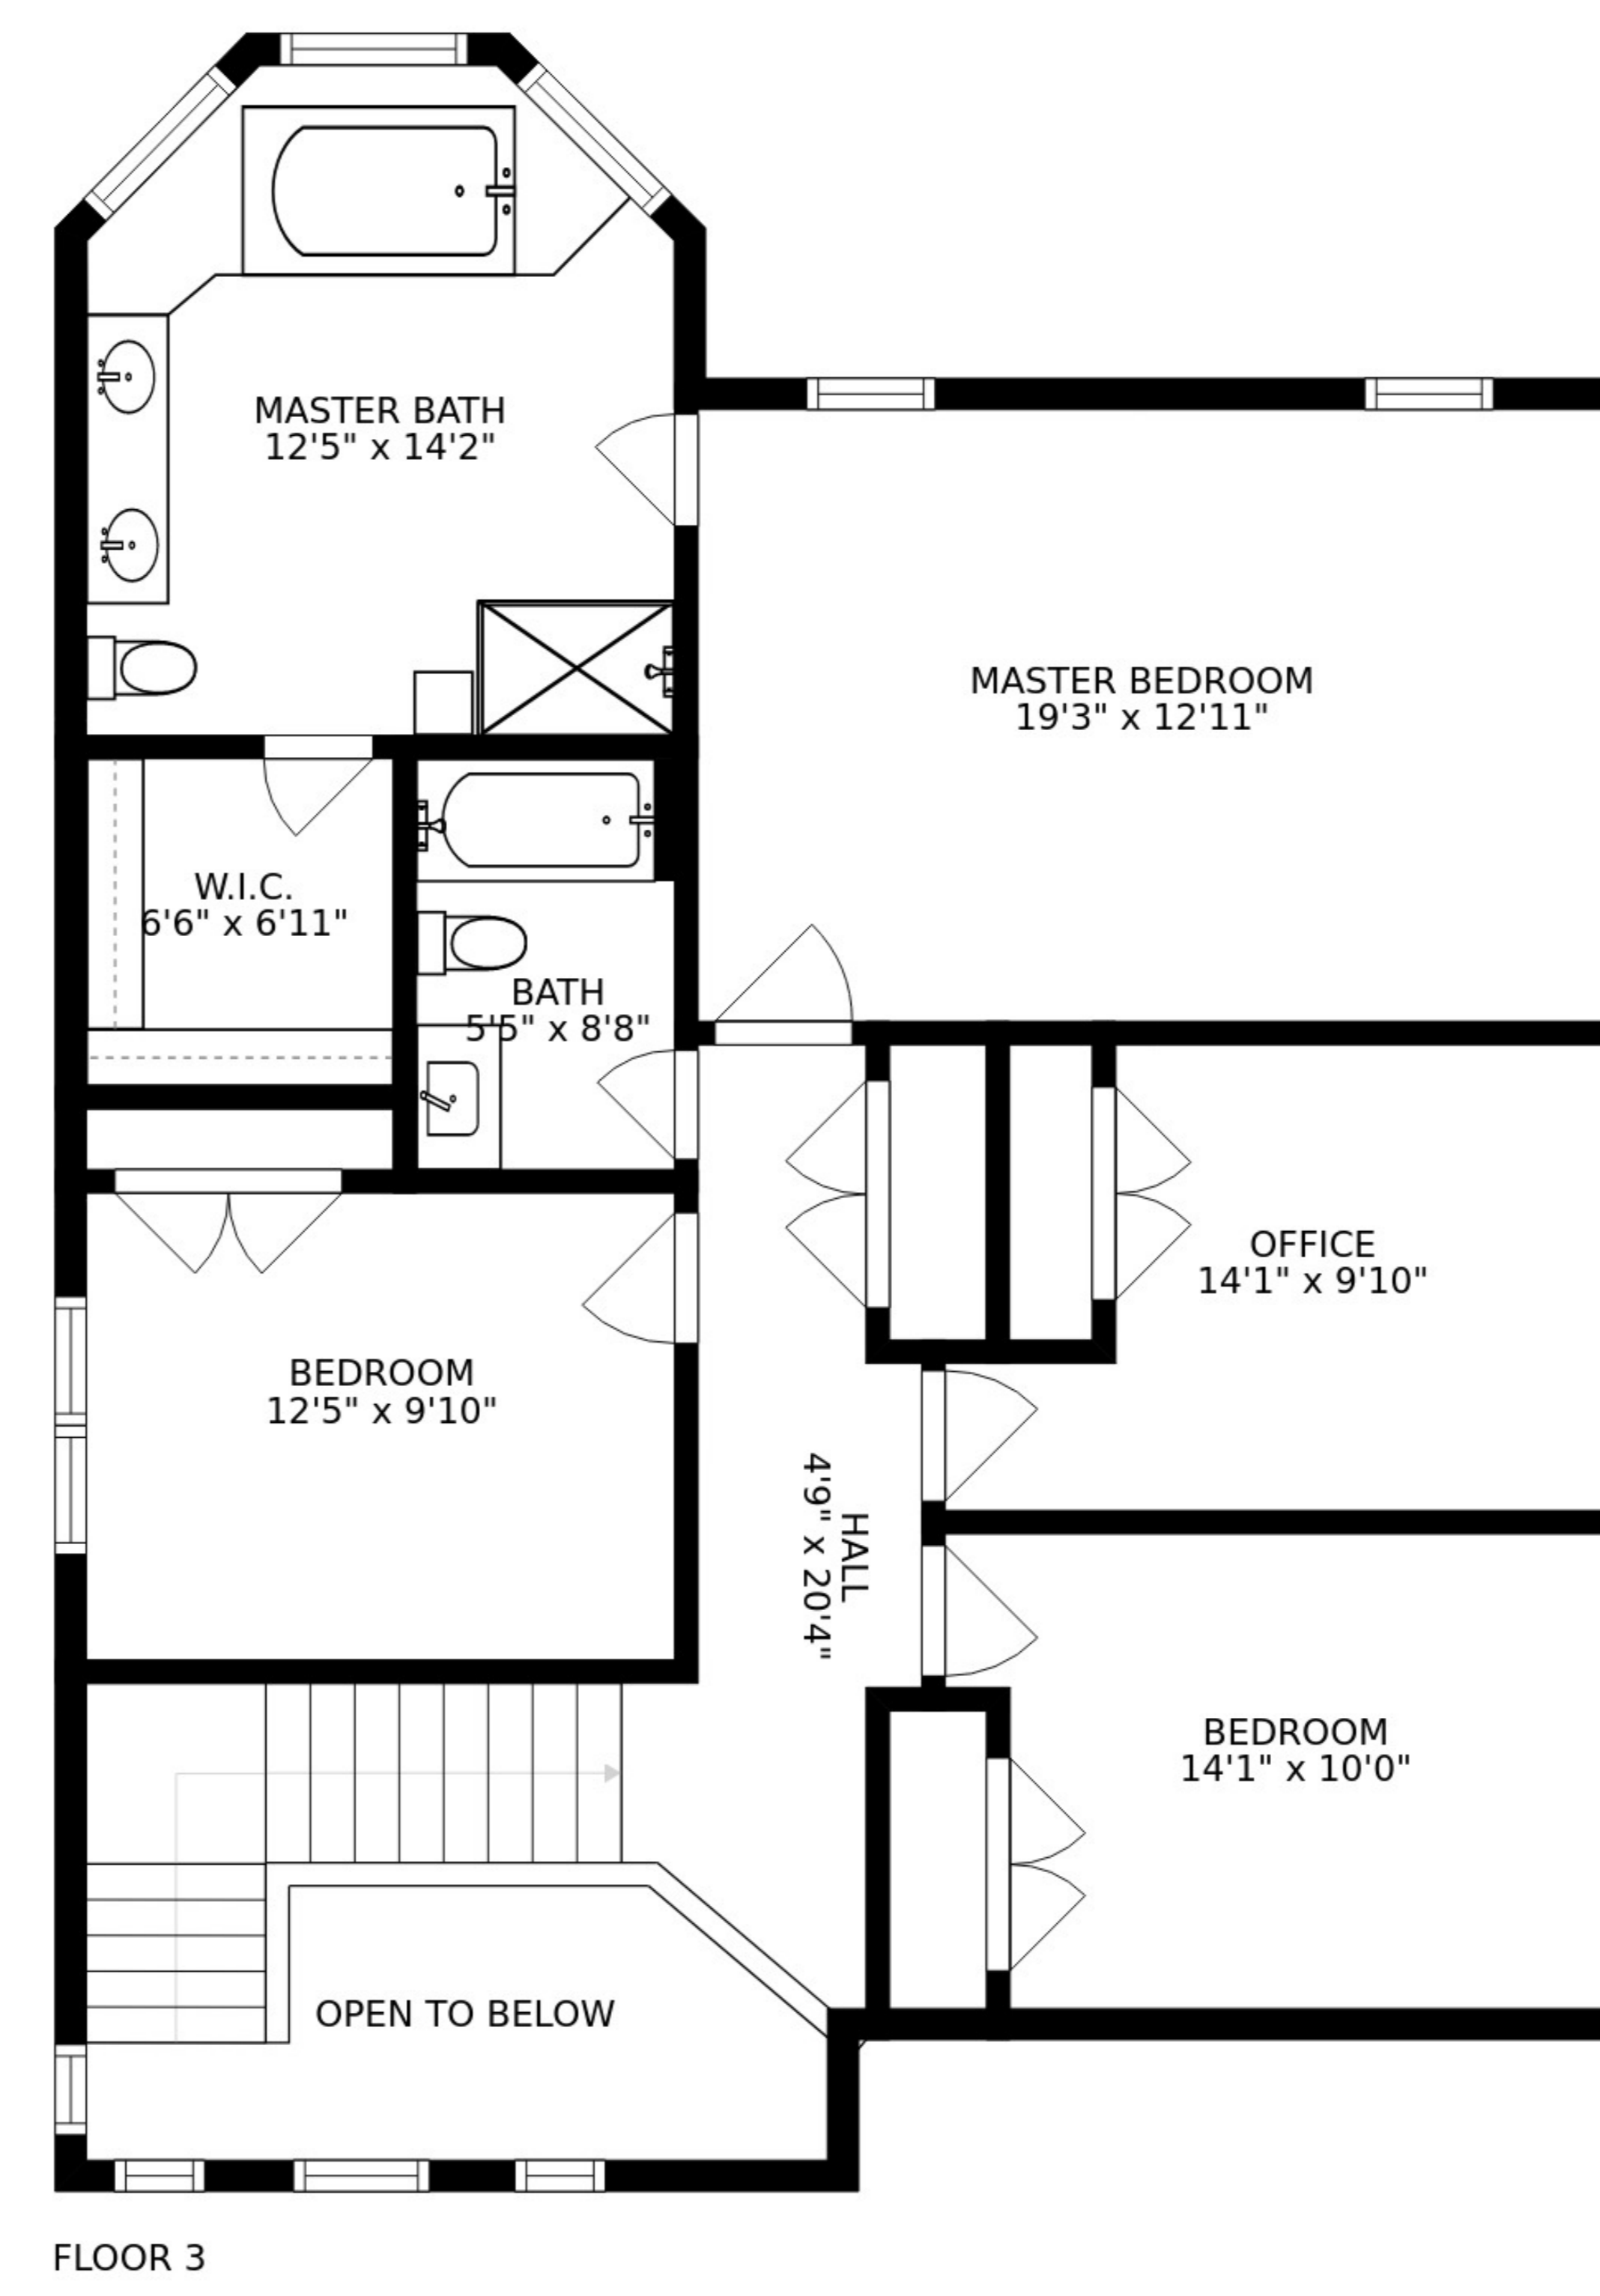 MASTER BATH
12'5" x 14'2"
MASTER BEDROOM
19'3" x 12'11"
W.I.C.
6'6" x 6'11"
BATH
5'5" x 8'8"
OFFICE
14'1" x 9'10"
BEDROOM
12'5" x 9'10"
HALL
4'9" x 20'4"
BEDROOM
14'1" x 10'0"
OPEN TO BELOW
FLOOR 3